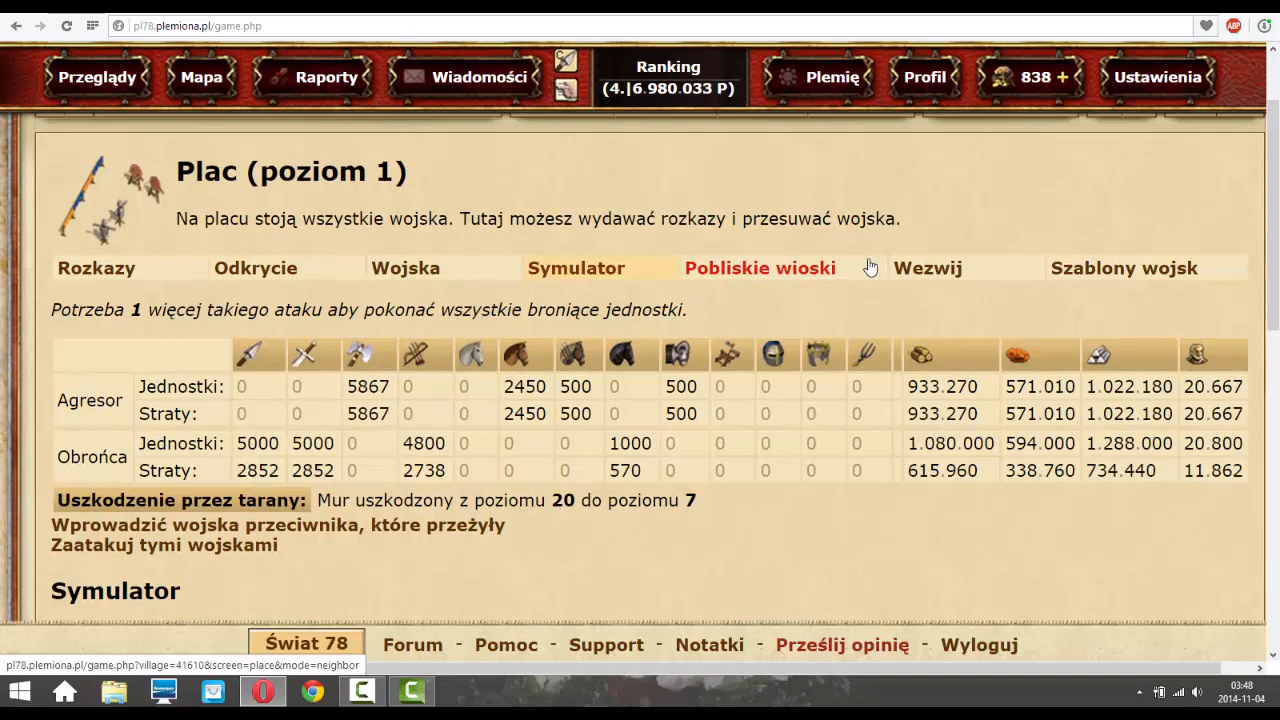 pl78.plemiona.pl/game.php
ABP
Przeglądy Mapa Raporty Wiadomości Ranking (4.|6.980.033 P) Plemię Profil 838 + Ustawienia
Plac (poziom 1)
Na placu stoją wszystkie wojska. Tutaj możesz wydawać rozkazy i przesuwać wojska.
Rozkazy Odkrycie Wojska Symulator Pobliskie wioski Wezwij Szablony wojsk
Potrzeba 1 więcej takiego ataku aby pokonać wszystkie broniące jednostki.
Agresor
Jednostki: 0 0 5867 0 0 2450 500 0 500 0 0 0 0 933.270 571.010 1.022.180 20.667
Straty: 0 0 5867 0 0 2450 500 0 500 0 0 0 0 933.270 571.010 1.022.180 20.667
Obrońca
Jednostki: 5000 5000 0 4800 0 0 0 1000 0 0 0 0 0 1.080.000 594.000 1.288.000 20.800
Straty: 2852 2852 0 2738 0 0 0 570 0 0 0 0 0 615.960 338.760 734.440 11.862
Uszkodzenie przez tarany: Mur uszkodzony z poziomu 20 do poziomu 7
Wprowadzić wojska przeciwnika, które przeżyły
Zaatakuj tymi wojskami
Symulator
Świat 78 Forum - Pomoc - Support - Notatki - Prześlij opinię - Wyloguj
pl78.plemiona.pl/game.php?village=41610&screen=place&mode=neighbor
03:48
2014-11-04